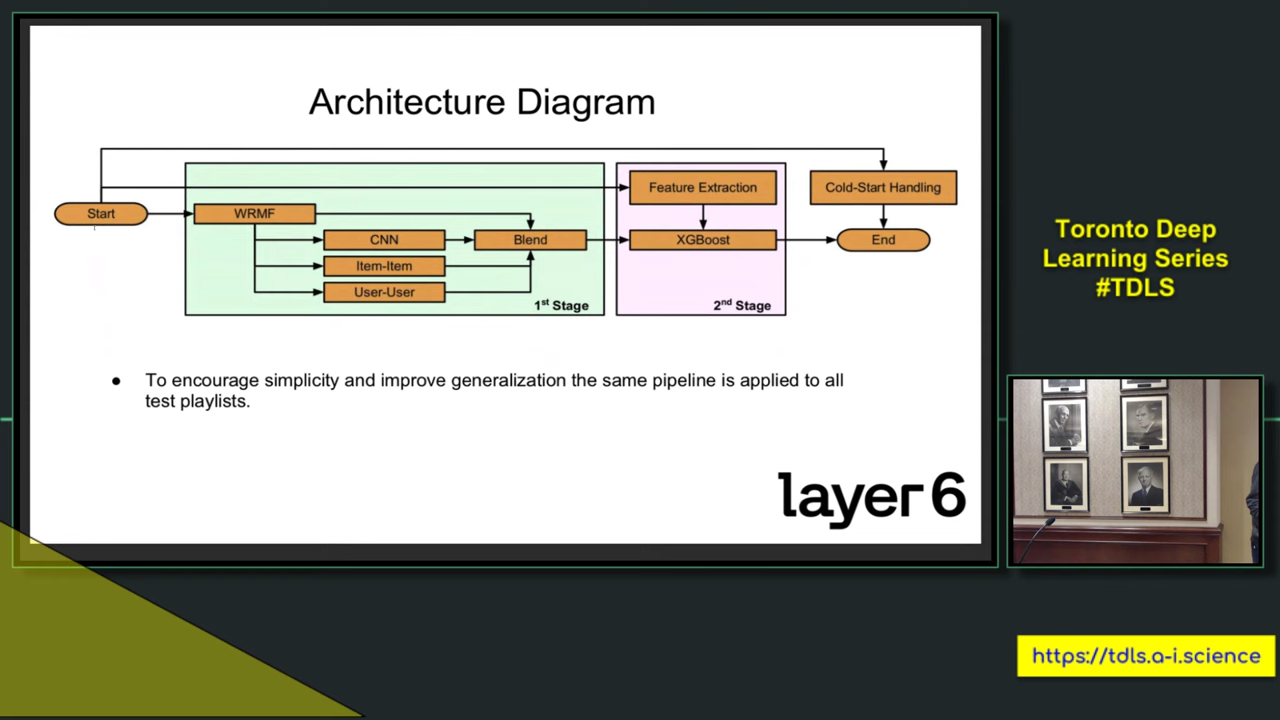 Architecture Diagram
Start
WRMF
CNN
Item-Item
User-User
Blend
1st Stage
Feature Extraction
XGBoost
2nd Stage
Cold-Start Handling
End
● To encourage simplicity and improve generalization the same pipeline is applied to all
test playlists.
layer 6
Toronto Deep
Learning Series
#TDLS
https://tdls.a-i.science